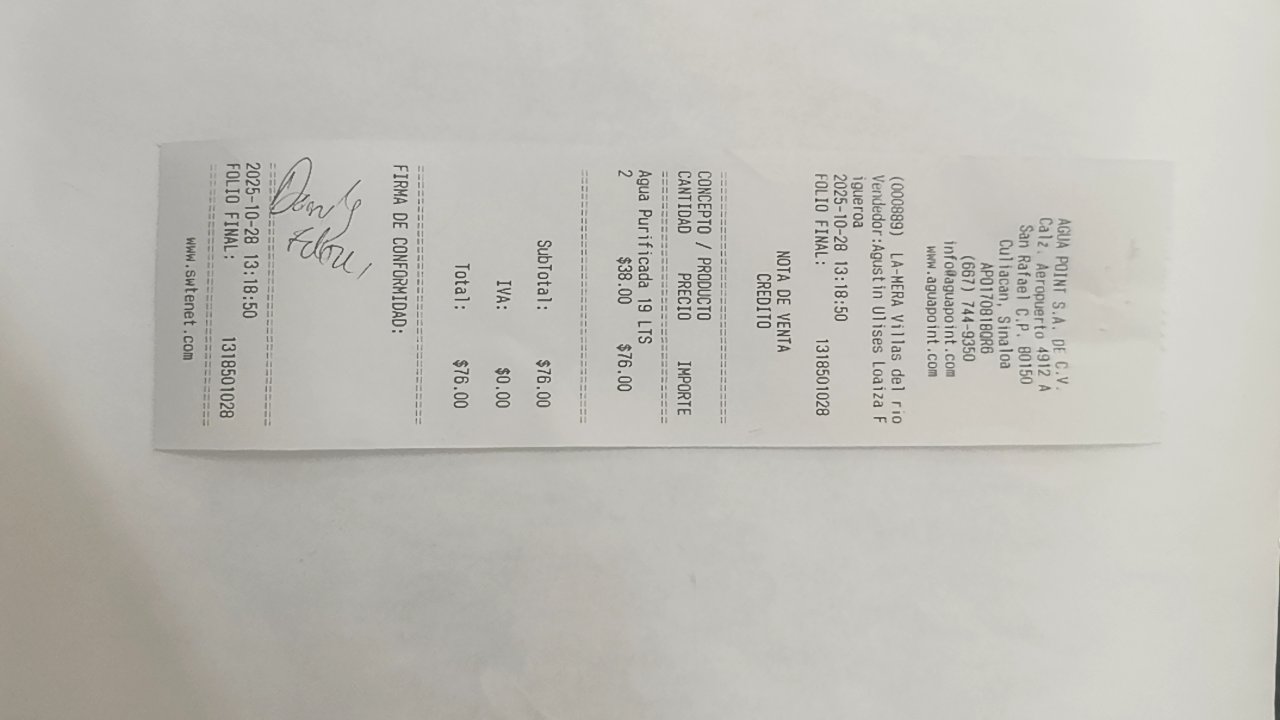 AGUA POINT S.A. DE C.V.
Calz. Aeropuerto 4912 A
San Rafael C.P. 80150
Culiacan, Sinaloa
APO170818QR6
(667) 744-9350
info@aguapoint.com
www.aguapoint.com
(000889) LA-MERA Villas del rio
Vendedor:Agustin Ulises Loaiza F
igueroa
2025-10-28 13:18:50
FOLIO FINAL: 1318501028
NOTA DE VENTA
CREDITO
================================
CONCEPTO / PRODUCTO
CANTIDAD PRECIO IMPORTE
================================
Agua Purificada 19 LTS
2 $38.00 $76.00
================================
SubTotal: $76.00
IVA: $0.00
Total: $76.00
================================
FIRMA DE CONFORMIDAD:
================================
2025-10-28 13:18:50
FOLIO FINAL: 1318501028
================================
www.swtenet.com